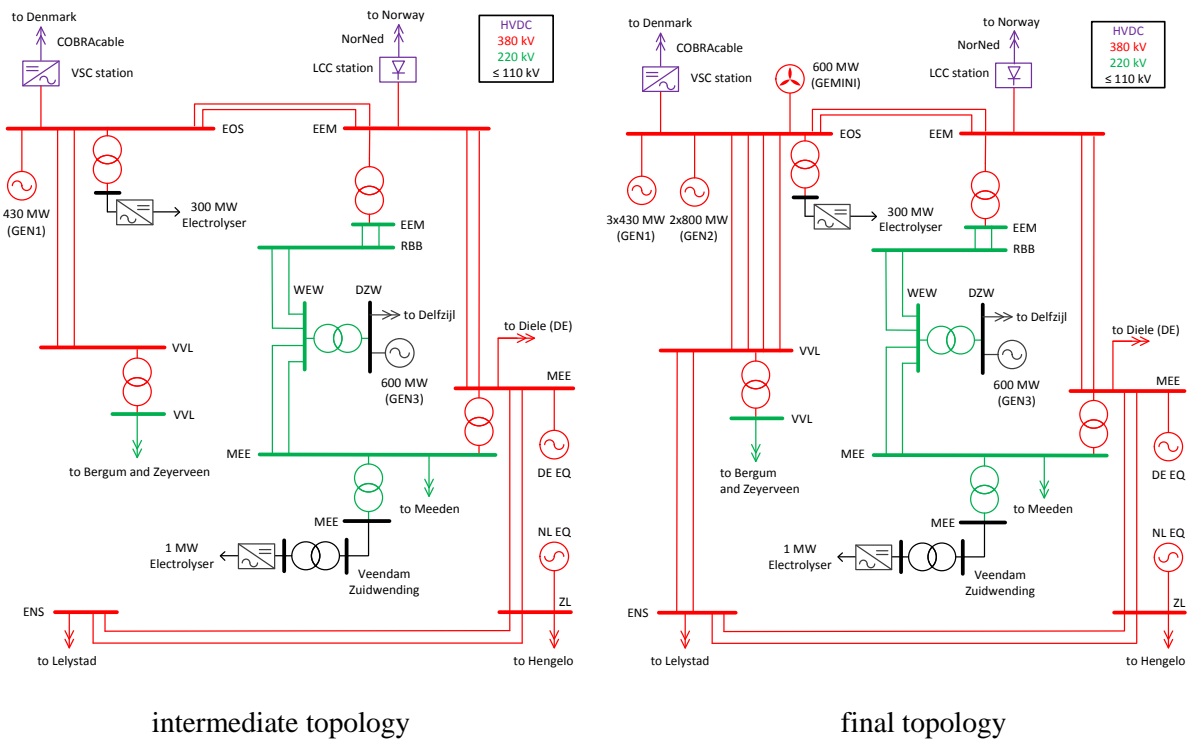 to Denmark
COBRAcable
VSC station
to Norway
NorNed
LCC station
HVDC
380 kV
220 kV
≤ 110 kV
EOS
EEM
430 MW
(GEN1)
300 MW
Electrolyser
EEM
RBB
WEW
DZW
to Delfzijl
600 MW
(GEN3)
to Diele (DE)
VVL
MEE
VVL
to Bergum and Zeyerveen
MEE
DE EQ
to Meeden
MEE
1 MW
Electrolyser
Veendam
Zuidwending
NL EQ
ENS
ZL
to Lelystad
to Hengelo
intermediate topology
to Denmark
COBRAcable
VSC station
600 MW
(GEMINI)
to Norway
NorNed
LCC station
HVDC
380 kV
220 kV
≤ 110 kV
EOS
EEM
3x430 MW
(GEN1)
2x800 MW
(GEN2)
300 MW
Electrolyser
EEM
RBB
WEW
DZW
to Delfzijl
600 MW
(GEN3)
to Diele (DE)
VVL
MEE
VVL
to Bergum
and Zeyerveen
MEE
DE EQ
to Meeden
MEE
1 MW
Electrolyser
Veendam
Zuidwending
NL EQ
ENS
ZL
to Lelystad
to Hengelo
final topology